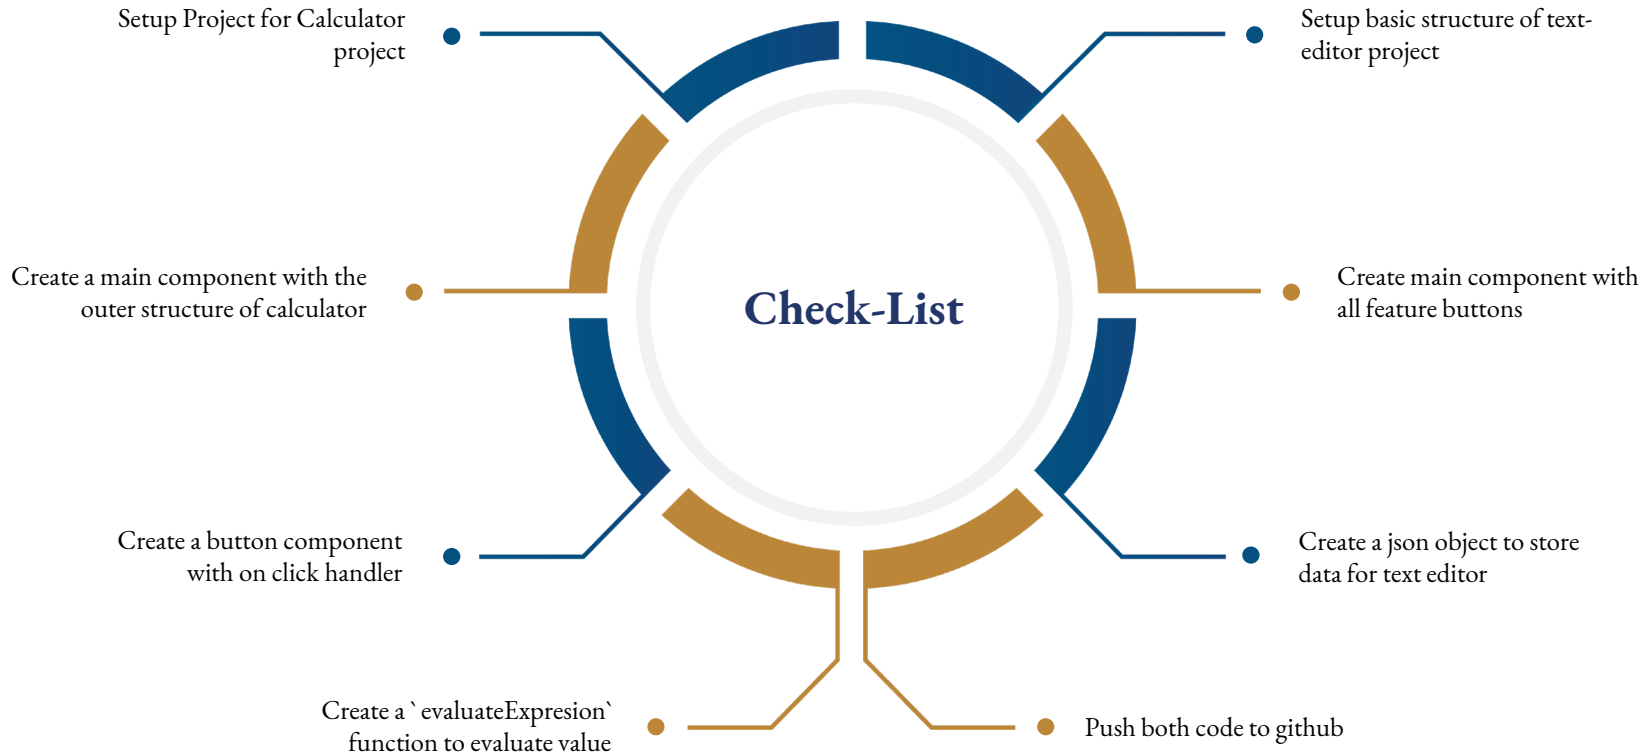 Setup Project for Calculator
project
Create a main component with the
outer structure of calculator
Create a button component
with on click handler
Create a `evaluateExpresion`
function to evaluate value
Check-List
Setup basic structure of text-
editor project
Create main component with
all feature buttons
Create a json object to store
data for text editor
Push both code to github